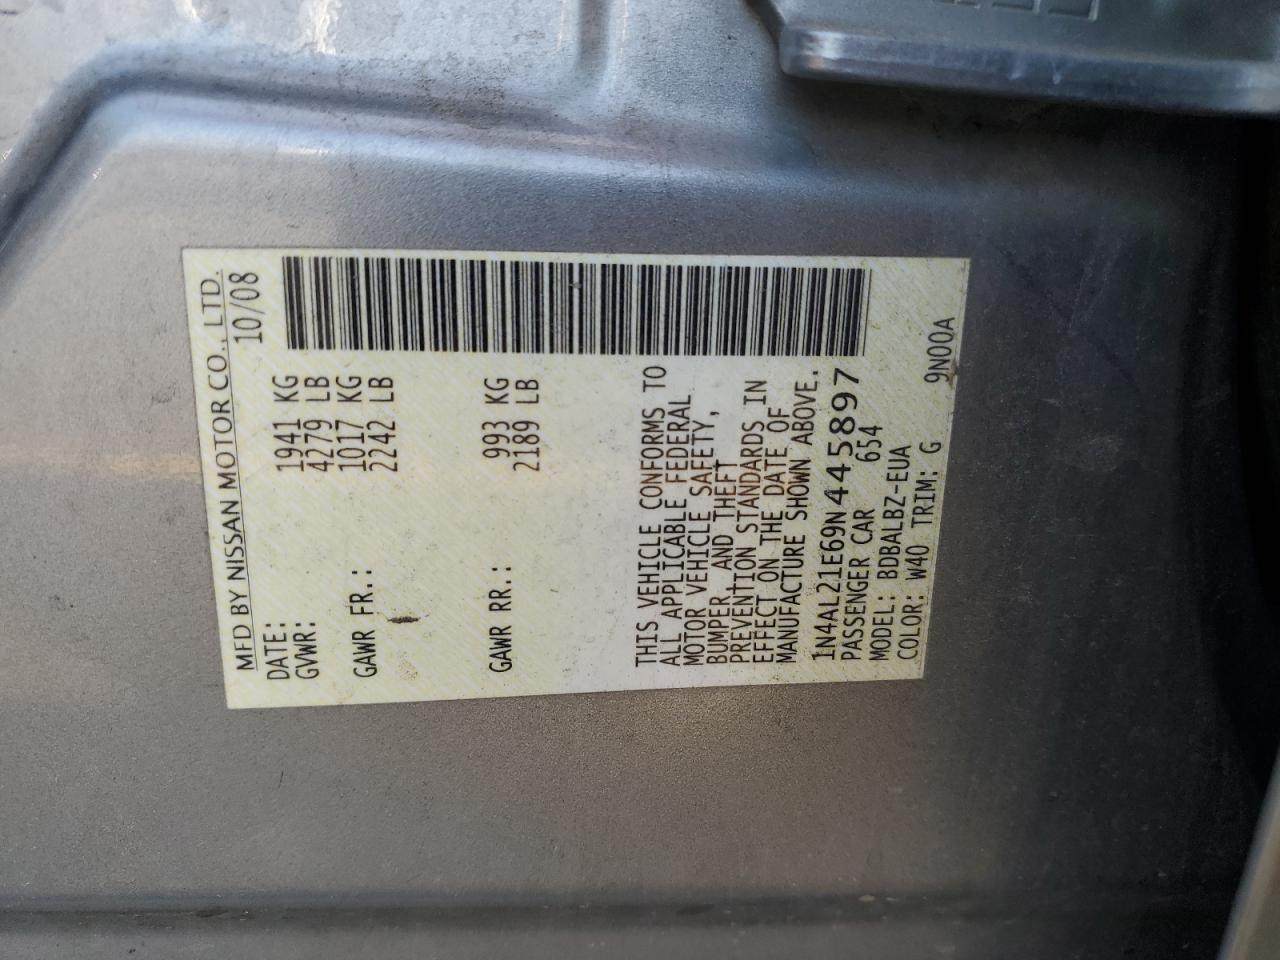 MFD BY NISSAN MOTOR CO., LTD.
DATE: 10/08
GVWR: 1941 KG
4279 LB
GAWR FR.: 1017 KG
2242 LB
GAWR RR.: 993 KG
2189 LB
THIS VEHICLE CONFORMS TO
ALL APPLICABLE FEDERAL
MOTOR VEHICLE SAFETY,
BUMPER, AND THEFT
PREVENTION STANDARDS IN
EFFECT ON THE DATE OF
MANUFACTURE SHOWN ABOVE.
1N4AL21E69N445897
PASSENGER CAR 654
MODEL: BDBALBZ-EUA
COLOR: W40 TRIM: G 9N00A